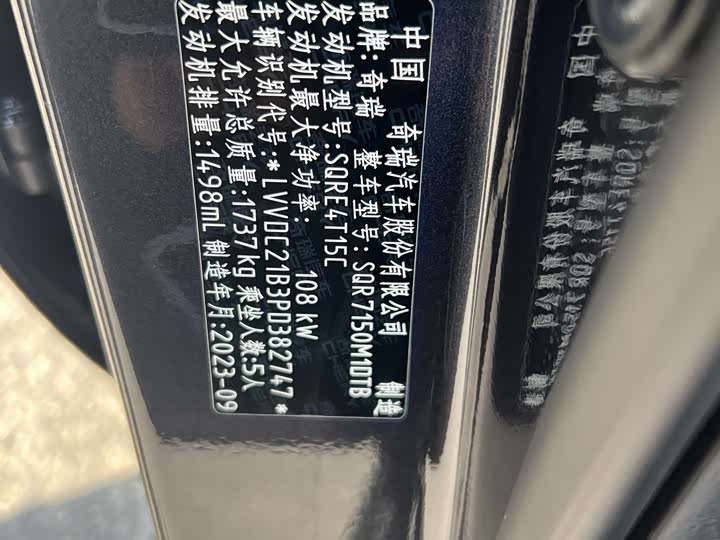 中国 奇瑞汽车股份有限公司 制造
品牌:奇瑞 整车型号:SQR7150M1DTB
发动机型号:SQRE4T15C
发动机最大净功率: 108 kW
车辆识别代号:*LVVDC21B3PD382747*
最大允许总质量:1737kg 乘坐人数:5人
发动机排量:1498mL 制造年月:2023-09